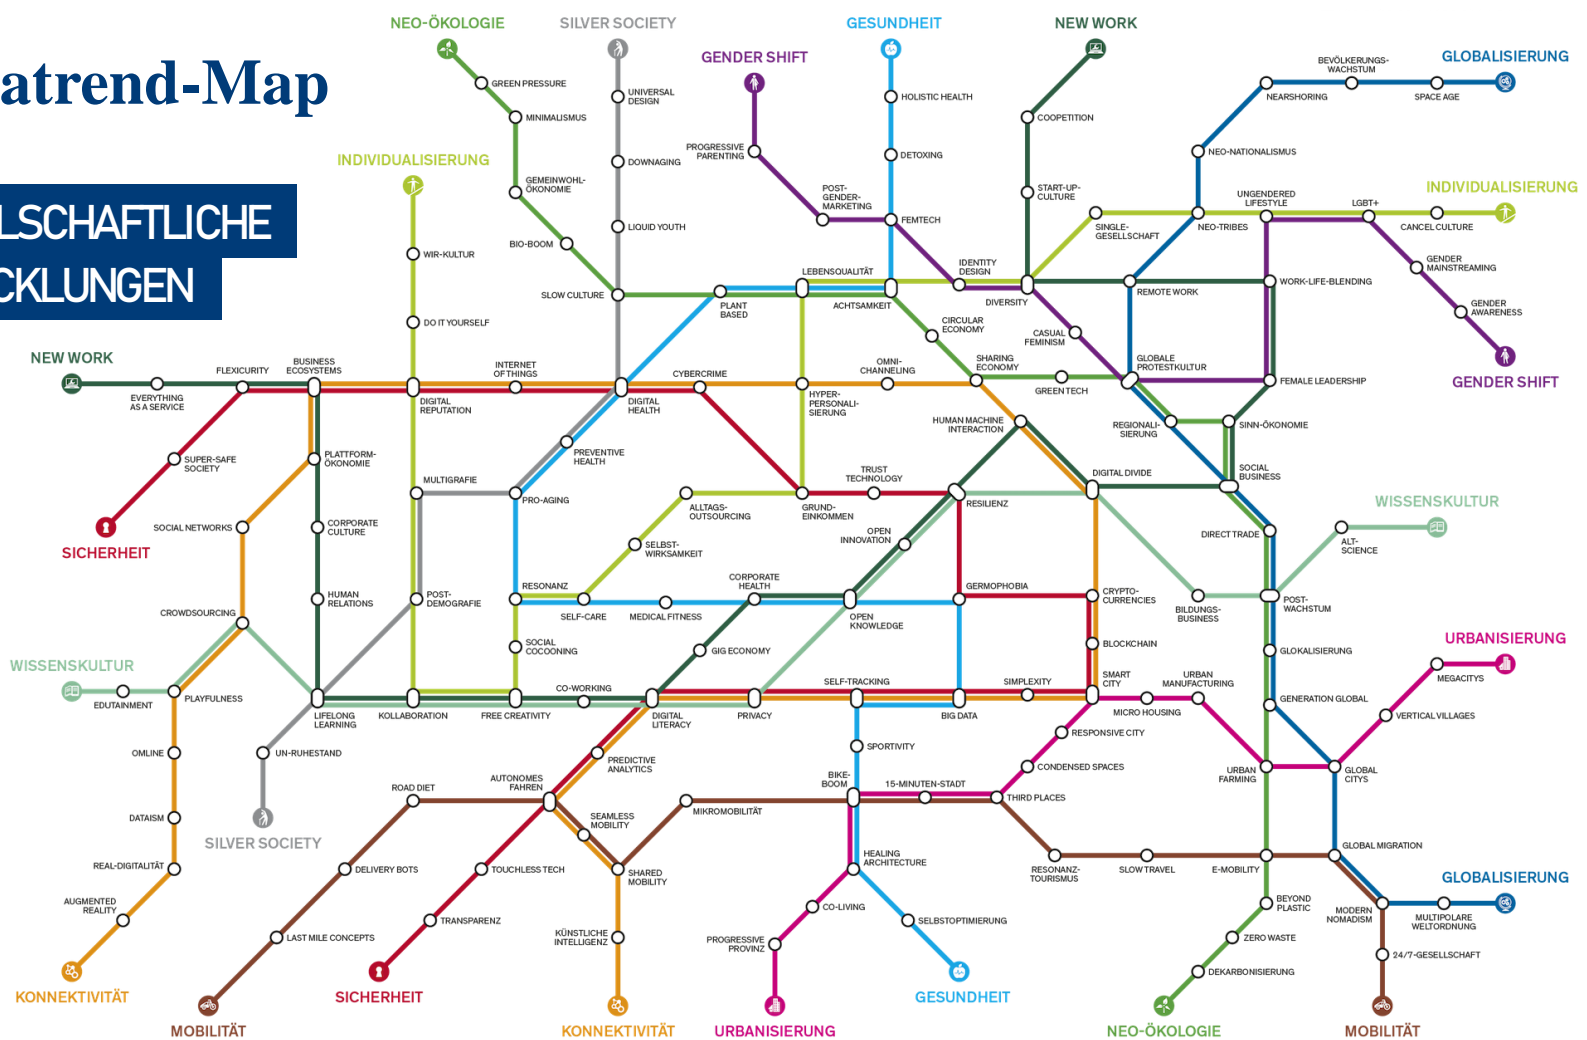 NEO-ÖKOLOGIE
SILVER SOCIETY
GESUNDHEIT
NEW WORK
GENDER SHIFT
GLOBALISIERUNG
atrend-Map
BEVÖLKERUNGS-
WACHSTUM
GREEN PRESSURE
UNIVERSAL
DESIGN
HOLISTIC HEALTH
NEARSHORING
SPACE AGE
MINIMALISMUS
COOPETITION
PROGRESSIVE
PARENTING
DETOXING
NEO-NATIONALISMUS
INDIVIDUALISIERUNG
DOWNAGING
GEMEINWOHL-
ÖKONOMIE
POST-
GENDER-
MARKETING
START-UP-
CULTURE
UNGENDERED
LIFESTYLE
LGBT+
INDIVIDUALISIERUNG
LSCHAFTLICHE
CKLUNGEN
LIQUID YOUTH
FEMTECH
SINGLE-
GESELLSCHAFT
NEO-TRIBES
CANCEL CULTURE
BIO-BOOM
WIR-KULTUR
LEBENSQUALITÄT
IDENTITY
DESIGN
GENDER
MAINSTREAMING
SLOW CULTURE
PLANT
BASED
ACHTSAMKEIT
DIVERSITY
REMOTE WORK
WORK-LIFE-BLENDING
DO IT YOURSELF
CIRCULAR
ECONOMY
CASUAL
FEMINISM
GENDER
AWARENESS
NEW WORK
FLEXICURITY
BUSINESS
ECOSYSTEMS
INTERNET
OF THINGS
CYBERCRIME
OMNI-
CHANNELING
SHARING
ECONOMY
GLOBALE
PROTESTKULTUR
GENDER SHIFT
EVERYTHING
AS A SERVICE
DIGITAL
REPUTATION
DIGITAL
HEALTH
HYPER-
PERSONALI-
SIERUNG
GREEN TECH
FEMALE LEADERSHIP
HUMAN MACHINE
INTERACTION
REGIONALI-
SIERUNG
SINN-ÖKONOMIE
SUPER-SAFE
SOCIETY
PLATTFORM-
ÖKONOMIE
PREVENTIVE
HEALTH
MULTIGRAFIE
PRO-AGING
TRUST
TECHNOLOGY
DIGITAL DIVIDE
SOCIAL
BUSINESS
ALLTAGS-
OUTSOURCING
GRUND-
EINKOMMEN
RESILIENZ
WISSENSKULTUR
SICHERHEIT
SOCIAL NETWORKS
CORPORATE
CULTURE
SELBST-
WIRKSAMKEIT
OPEN
INNOVATION
DIRECT TRADE
ALT-
SCIENCE
CROWDSOURCING
HUMAN
RELATIONS
POST-
DEMOGRAFIE
RESONANZ
SELF-CARE
MEDICAL FITNESS
CORPORATE
HEALTH
OPEN
KNOWLEDGE
GERMOPHOBIA
CRYPTO-
CURRENCIES
BILDUNGS-
BUSINESS
POST-
WACHSTUM
SOCIAL
COCOONING
GIG ECONOMY
BLOCKCHAIN
GLOKALISIERUNG
URBANISIERUNG
WISSENSKULTUR
EDUTAINMENT
PLAYFULNESS
LIFELONG
LEARNING
KOLLABORATION
FREE CREATIVITY
CO-WORKING
DIGITAL
LITERACY
PRIVACY
SELF-TRACKING
BIG DATA
SIMPLEXITY
SMART
CITY
MICRO HOUSING
URBAN
MANUFACTURING
GENERATION GLOBAL
MEGACITYS
VERTICAL VILLAGES
OMLINE
UN-RUHESTAND
PREDICTIVE
ANALYTICS
SPORTIVITY
RESPONSIVE CITY
CONDENSED SPACES
URBAN
FARMING
GLOBAL
CITYS
ROAD DIET
AUTONOMES
FAHREN
BIKE-
BOOM
15-MINUTEN-STADT
THIRD PLACES
DATAISM
SILVER SOCIETY
SEAMLESS
MOBILITY
MIKROMOBILITÄT
REAL-DIGITALITÄT
DELIVERY BOTS
TOUCHLESS TECH
SHARED
MOBILITY
HEALING
ARCHITECTURE
RESONANZ-
TOURISMUS
SLOW TRAVEL
E-MOBILITY
GLOBAL MIGRATION
GLOBALISIERUNG
AUGMENTED
REALITY
LAST MILE CONCEPTS
TRANSPARENZ
KÜNSTLICHE
INTELLIGENZ
CO-LIVING
PROGRESSIVE
PROVINZ
SELBSTOPTIMIERUNG
BEYOND
PLASTIC
MODERN
NOMADISM
MULTIPOLARE
WELTORDNUNG
ZERO WASTE
24/7-GESELLSCHAFT
DEKARBONISIERUNG
KONNEKTIVITÄT
SICHERHEIT
GESUNDHEIT
MOBILITÄT
KONNEKTIVITÄT
URBANISIERUNG
NEO-ÖKOLOGIE
MOBILITÄT